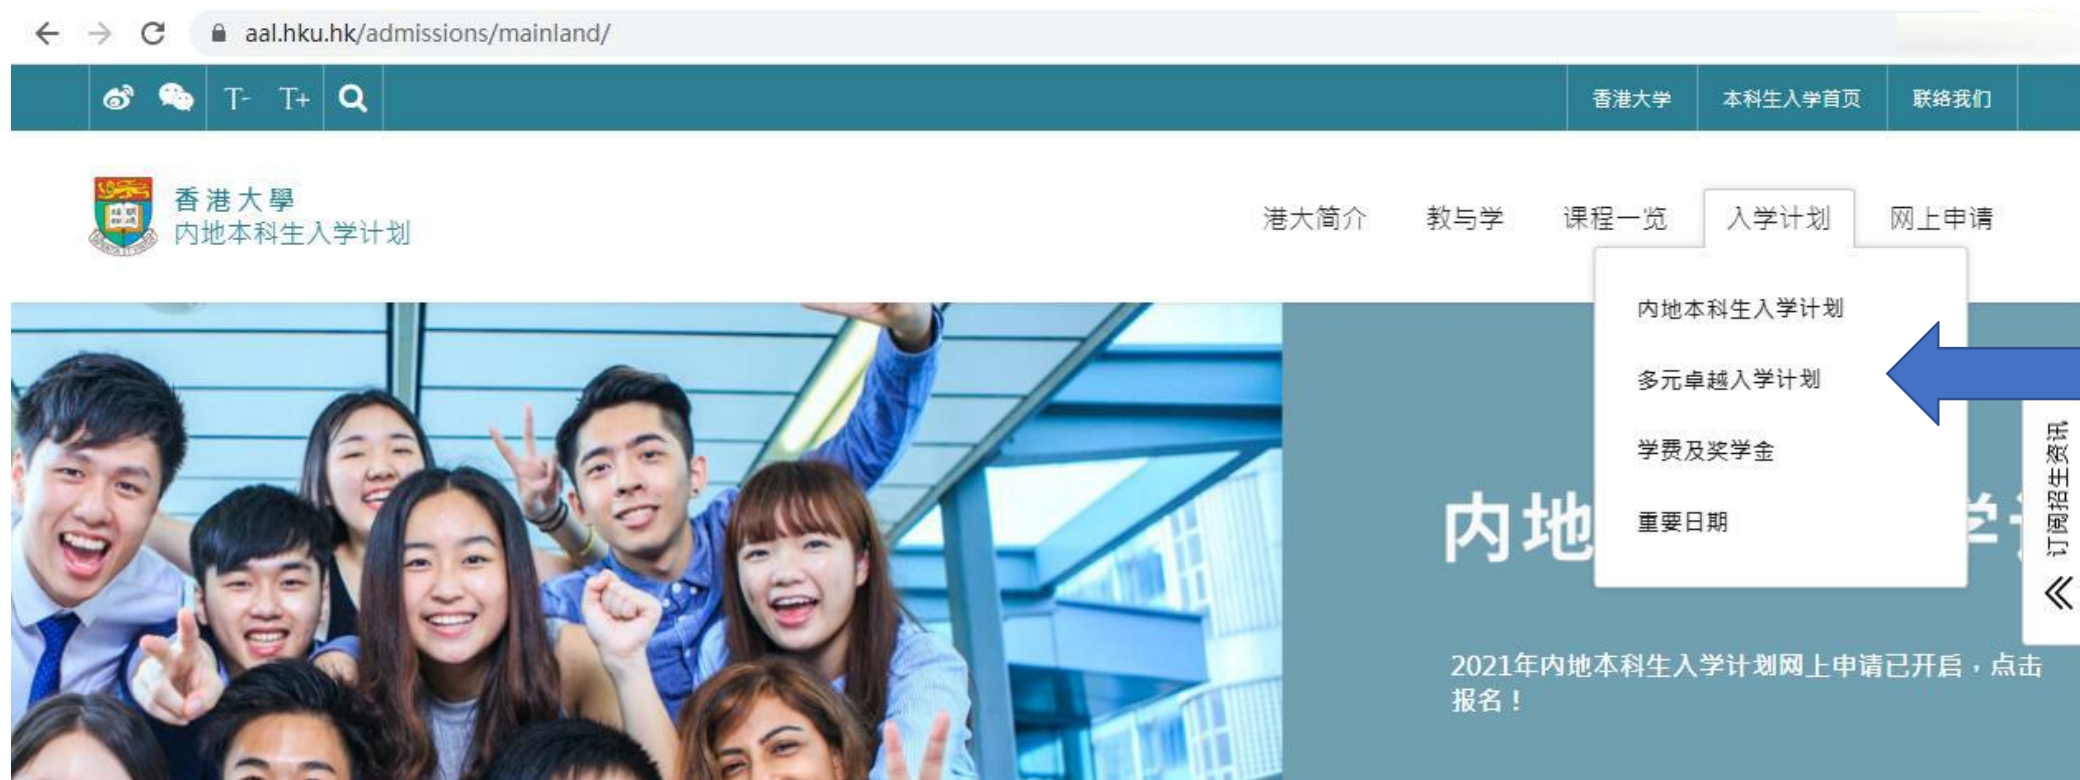 aal.hku.hk/admissions/mainland/
T- T+ 香港大学 本科生入学首页 联络我们
香港大學
内地本科生入学计划
港大简介 教与学 课程一览 入学计划 网上申请
内地本科生入学计划
多元卓越入学计划
学费及奖学金
重要日期
订阅招生资讯
内地 学
2021年内地本科生入学计划网上申请已开启，点击
报名！